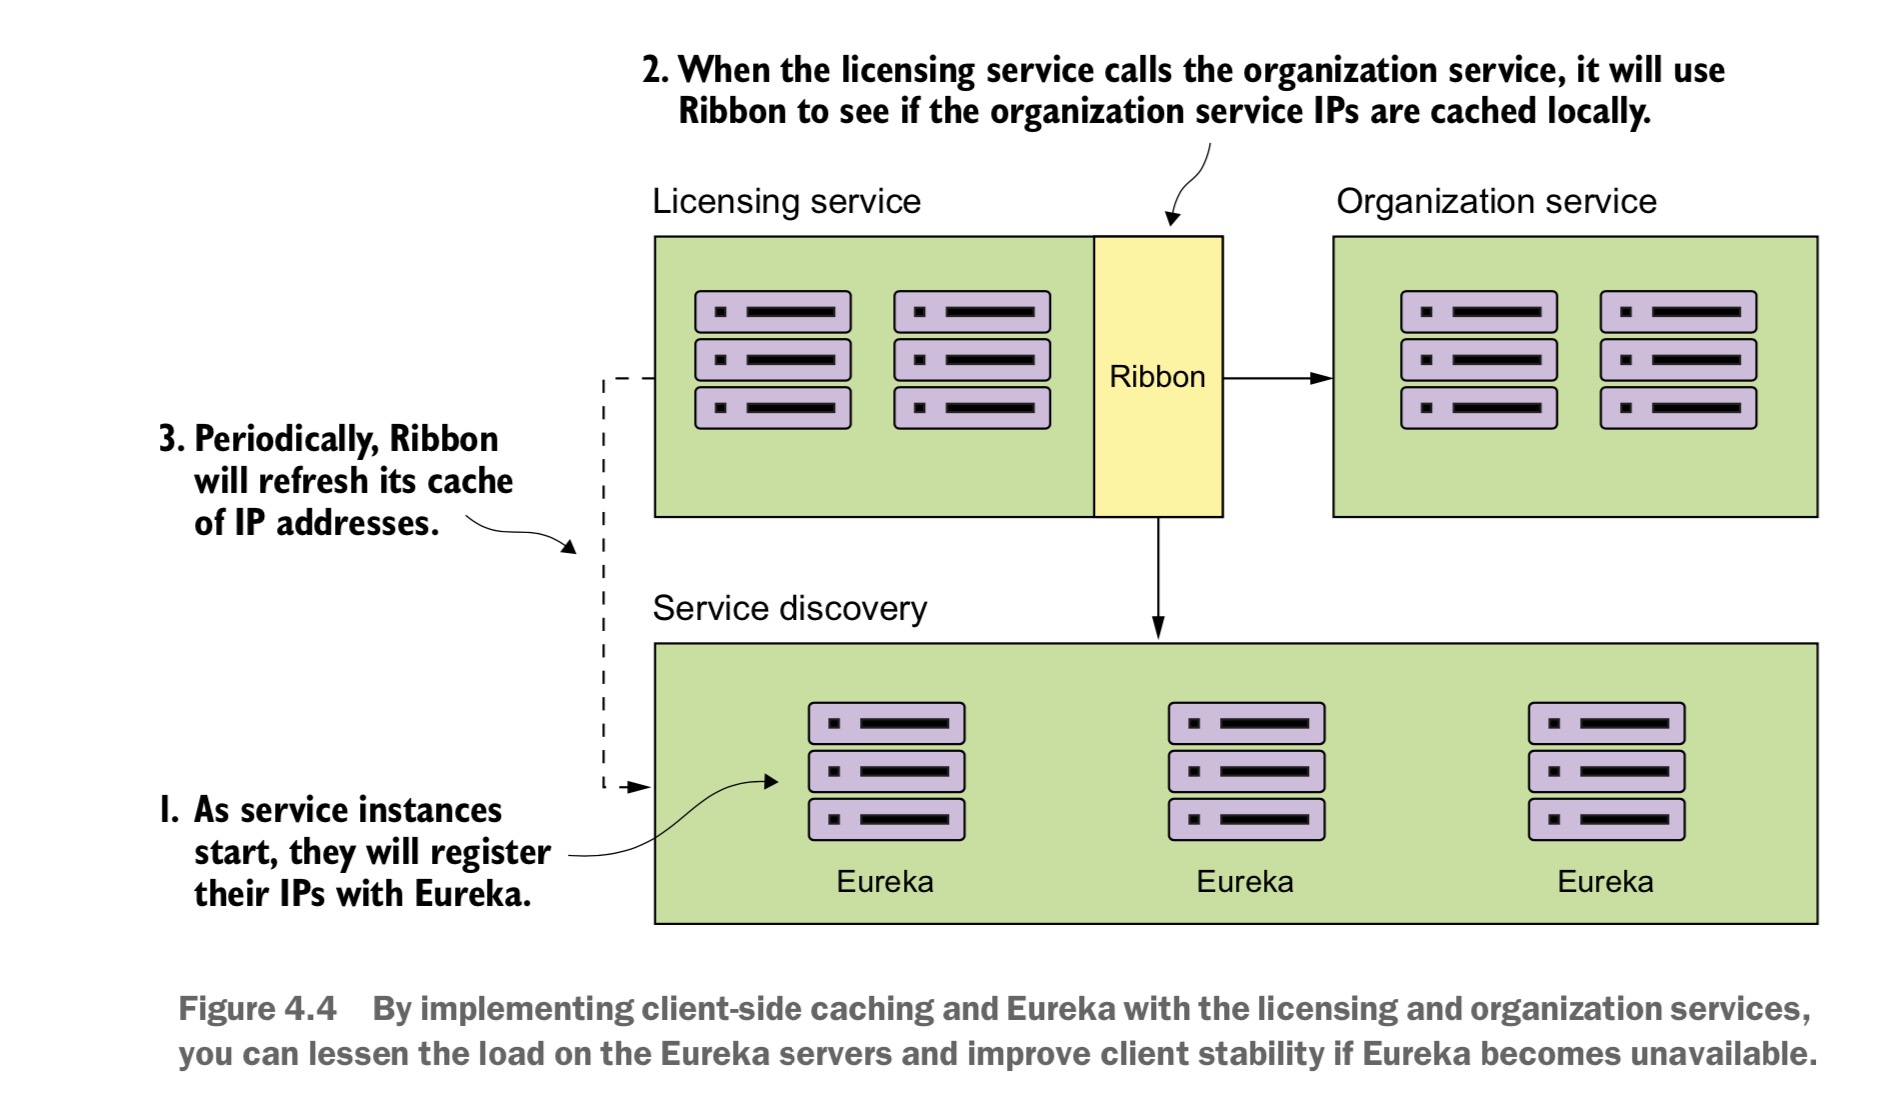 2. When the licensing service calls the organization service, it will use
Ribbon to see if the organization service IPs are cached locally.
Licensing service
Organization service
Ribbon
3. Periodically, Ribbon
will refresh its cache
of IP addresses.
Service discovery
1. As service instances
start, they will register
their IPs with Eureka.
Eureka
Eureka
Eureka
Figure 4.4 By implementing client-side caching and Eureka with the licensing and organization services,
you can lessen the load on the Eureka servers and improve client stability if Eureka becomes unavailable.